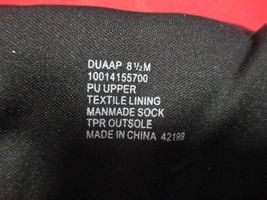 DUAAP 8½M
10014155700
PU UPPER
TEXTILE LINING
MANMADE SOCK
TPR OUTSOLE
MADE IN CHINA 42199